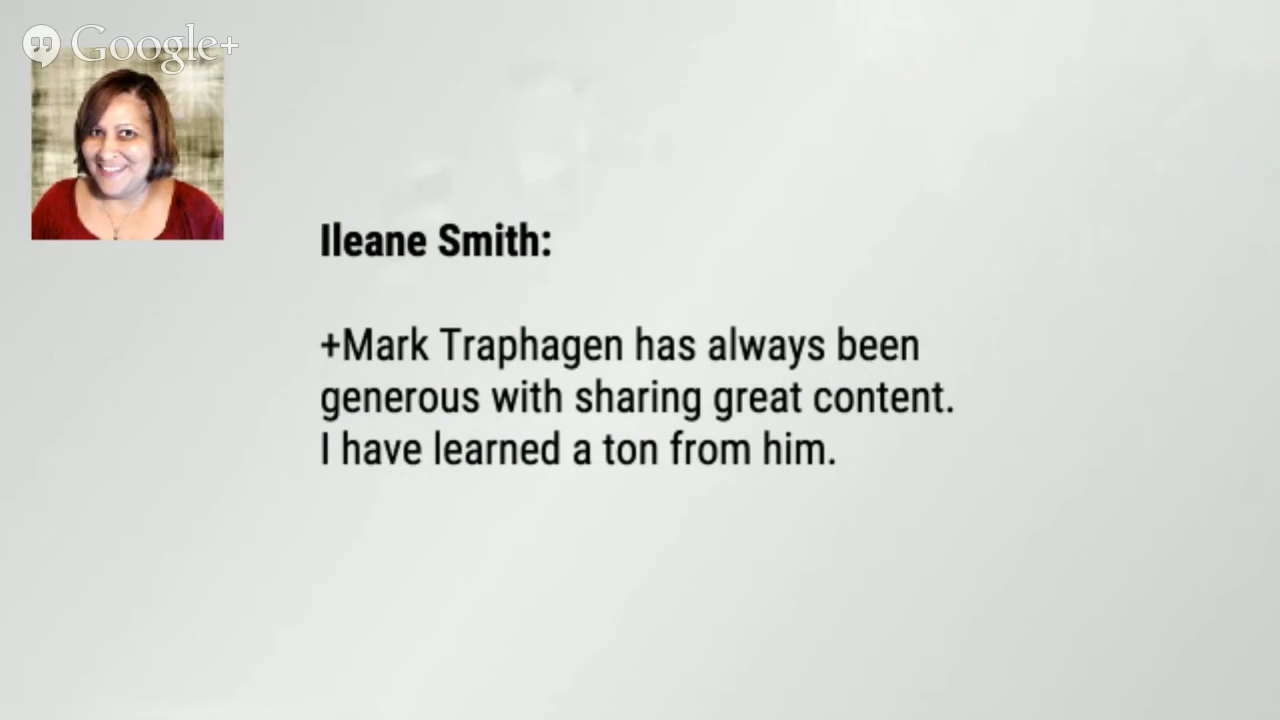 Google+
Ileane Smith:
+Mark Traphagen has always been
generous with sharing great content.
I have learned a ton from him.